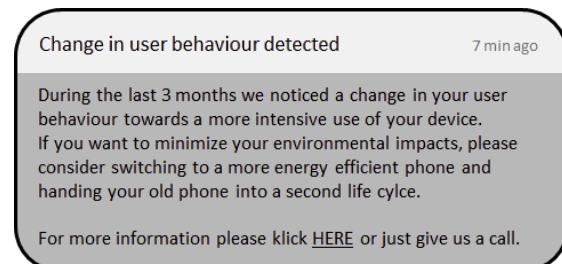 Change in user behaviour detected 7 min ago
During the last 3 months we noticed a change in your user
behaviour towards a more intensive use of your device.
If you want to minimize your environmental impacts, please
consider switching to a more energy efficient phone and
handing your old phone into a second life cylce.
For more information please klick HERE or just give us a call.